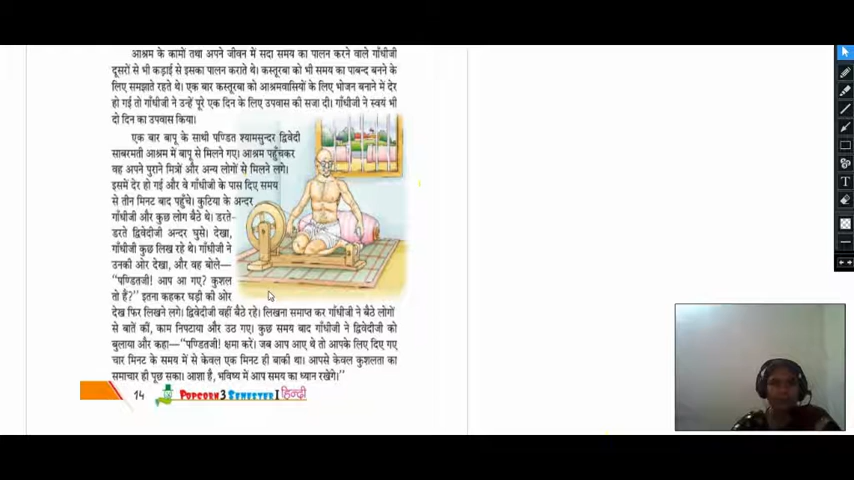 आश्रम के कामों तथा अपने जीवन में सदा समय का पालन करने वाले गाँधीजी
दूसरों से भी कड़ाई से इसका पालन कराते थे। कस्तूरबा को भी समय का पाबन्द बनने के
लिए समझाते रहते थे। एक बार कस्तूरबा को आश्रमवासियों के लिए भोजन बनाने में देर
हो गई तो गाँधीजी ने उन्हें पूरे एक दिन के लिए उपवास की सजा दी। गाँधीजी ने स्वयं भी
दो दिन का उपवास किया।
एक बार बापू के साथी पण्डित श्यामसुन्दर द्विवेदी
साबरमती आश्रम में बापू से मिलने गए। आश्रम पहुँचकर
वह अपने पुराने मित्रों और अन्य लोगों से मिलने लगे।
इसमें देर हो गई और वे गाँधीजी के पास दिए समय
से तीन मिनट बाद पहुँचे। कुटिया के अन्दर
गाँधीजी और कुछ लोग बैठे थे। डरते-
डरते द्विवेदीजी अन्दर घुसे। देखा,
गाँधीजी कुछ लिख रहे थे। गाँधीजी ने
उनकी ओर देखा, और वह बोले—
“पण्डितजी! आप आ गए? कुशल
तो हैं?” इतना कहकर घड़ी की ओर
देख फिर लिखने लगे। द्विवेदीजी वहीं बैठे रहे। लिखना समाप्त कर गाँधीजी ने बैठे लोगों
से बातें कीं, काम निपटाया और उठ गए। कुछ समय बाद गाँधीजी ने द्विवेदीजी को
बुलाया और कहा—“पण्डितजी! क्षमा करें। जब आप आए थे तो आपके लिए दिए गए
चार मिनट के समय में से केवल एक मिनट ही बाकी था। आपसे केवल कुशलता का
समाचार ही पूछ सका। आशा है, भविष्य में आप समय का ध्यान रखेंगे।”
14 POPCORN 3 SEMESTER I हिन्दी
T